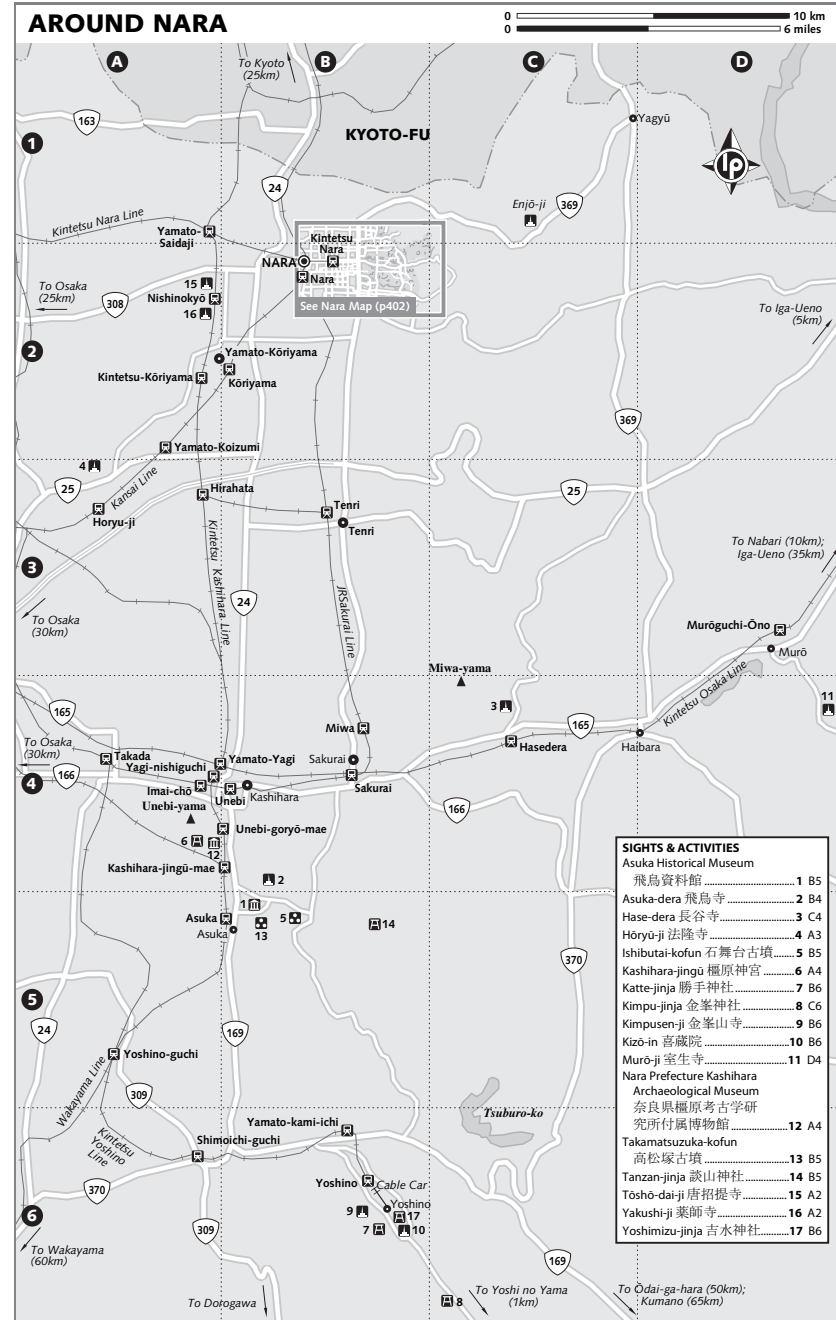 AROUND NARA
0 10 km
0 6 miles
A
B
C
D
To Kyoto
(25km)
163
KYOTO-FU
Yagyū
1
lp
24
Enjō-ji
369
Kintetsu Nara Line
Yamato-
Saidaiji
Kintetsu
Nara
NARA
Nara
See Nara Map (p402)
To Osaka
(25km)
15
Nishinokyō
16
308
To Iga-Ueno
(5km)
2
Yamato-Kōriyama
Kintetsu-Kōriyama
Kōriyama
369
Yamato-Koizumi
4
25
Kansai Line
Hirahata
25
Horyu-ji
Tenri
Tenri
To Nabari (10km);
Iga-Ueno (35km)
3
Kintetsu Kashihara Line
24
JRSakurai Line
To Osaka
(30km)
Murōguchi-Ōno
Murō
Miwa-yama
Kintetsu Osaka Line
11
3
165
Miwa
165
To Osaka
(30km)
Takada
Yamato-Yagi
Yagi-nishiguchi
Sakurai
Hasedera
Haibara
4
166
Imai-chō
Unebi
Kashihara
Sakurai
Unebi-yama
166
Unebi-goryō-mae
6
12
Kashihara-jingū-mae
2
1
Asuka
Asuka
13
5
14
370
5
24
169
Yoshino-guchi
Wakayama Line
309
Tsuburo-ko
Kintetsu
Yoshino
Line
Yamato-kami-ichi
Shimoichi-guchi
370
Yoshino
Cable Car
Yoshino
9
17
7
10
6
309
169
To Wakayama
(60km)
To Dorogawa
8
To Yoshi no Yama
(1km)
To Ōdai-ga-hara (50km);
Kumano (65km)
SIGHTS & ACTIVITIES
Asuka Historical Museum
飛鳥資料館 1 B5
Asuka-dera 飛鳥寺 2 B4
Hase-dera 長谷寺 3 C4
Hōryū-ji 法隆寺 4 A3
Ishibutai-kofun 石舞台古墳 5 B5
Kashihara-jingū 橿原神宮 6 A4
Katte-jinja 勝手神社 7 B6
Kimpu-jinja 金峯神社 8 C6
Kimpusen-ji 金峯山寺 9 B6
Kizō-in 喜蔵院 10 B6
Murō-ji 室生寺 11 D4
Nara Prefecture Kashihara
Archaeological Museum
奈良県橿原考古学研
究所付属博物館 12 A4
Takamatsuzuka-kofun
高松塚古墳 13 B5
Tanzan-jinja 談山神社 14 B5
Tōshō-dai-ji 唐招提寺 15 A2
Yakushi-ji 薬師寺 16 A2
Yoshimizu-jinja 吉水神社 17 B6